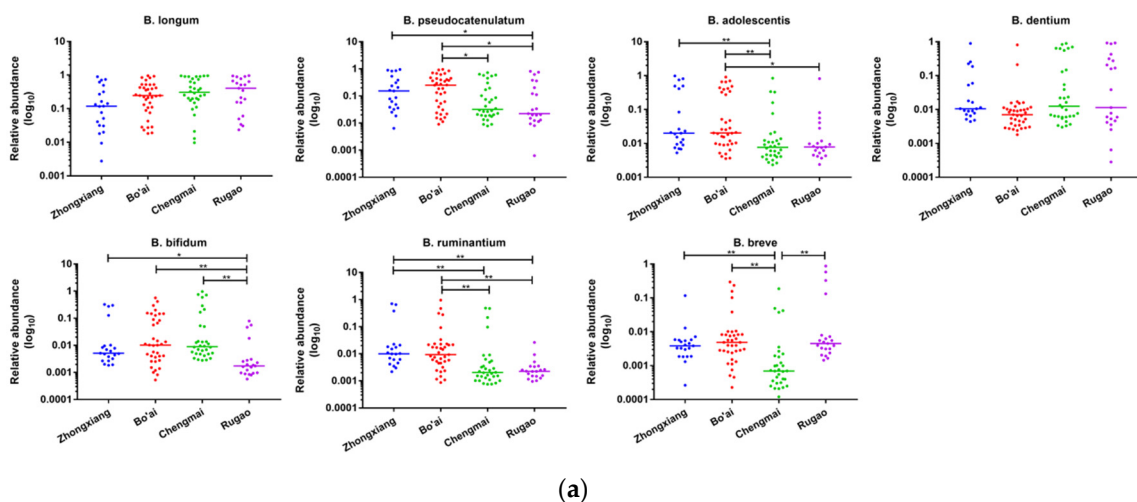 B. longum
Relative abundance
(log10)
10
1
0.1
0.01
0.001
Zhongxiang
Bo'ai
Chengmai
Rugao
B. pseudocatenulatum
*
*
*
Relative abundance
(log10)
10
1
0.1
0.01
0.001
0.0001
Zhongxiang
Bo'ai
Chengmai
Rugao
B. adolescentis
**
**
*
Relative abundance
(log10)
10
1
0.1
0.01
0.001
Zhongxiang
Bo'ai
Chengmai
Rugao
B. dentium
Relative abundance
(log10)
1
0.1
0.01
0.001
0.0001
Zhongxiang
Bo'ai
Chengmai
Rugao
B. bifidum
*
**
**
Relative abundance
(log10)
10
1
0.1
0.01
0.001
0.0001
Zhongxiang
Bo'ai
Chengmai
Rugao
B. ruminantium
**
**
**
**
Relative abundance
(log10)
10
1
0.1
0.01
0.001
0.0001
Zhongxiang
Bo'ai
Chengmai
Rugao
B. breve
**
**
**
Relative abundance
(log10)
1
0.1
0.01
0.001
0.0001
Zhongxiang
Bo'ai
Chengmai
Rugao
(a)